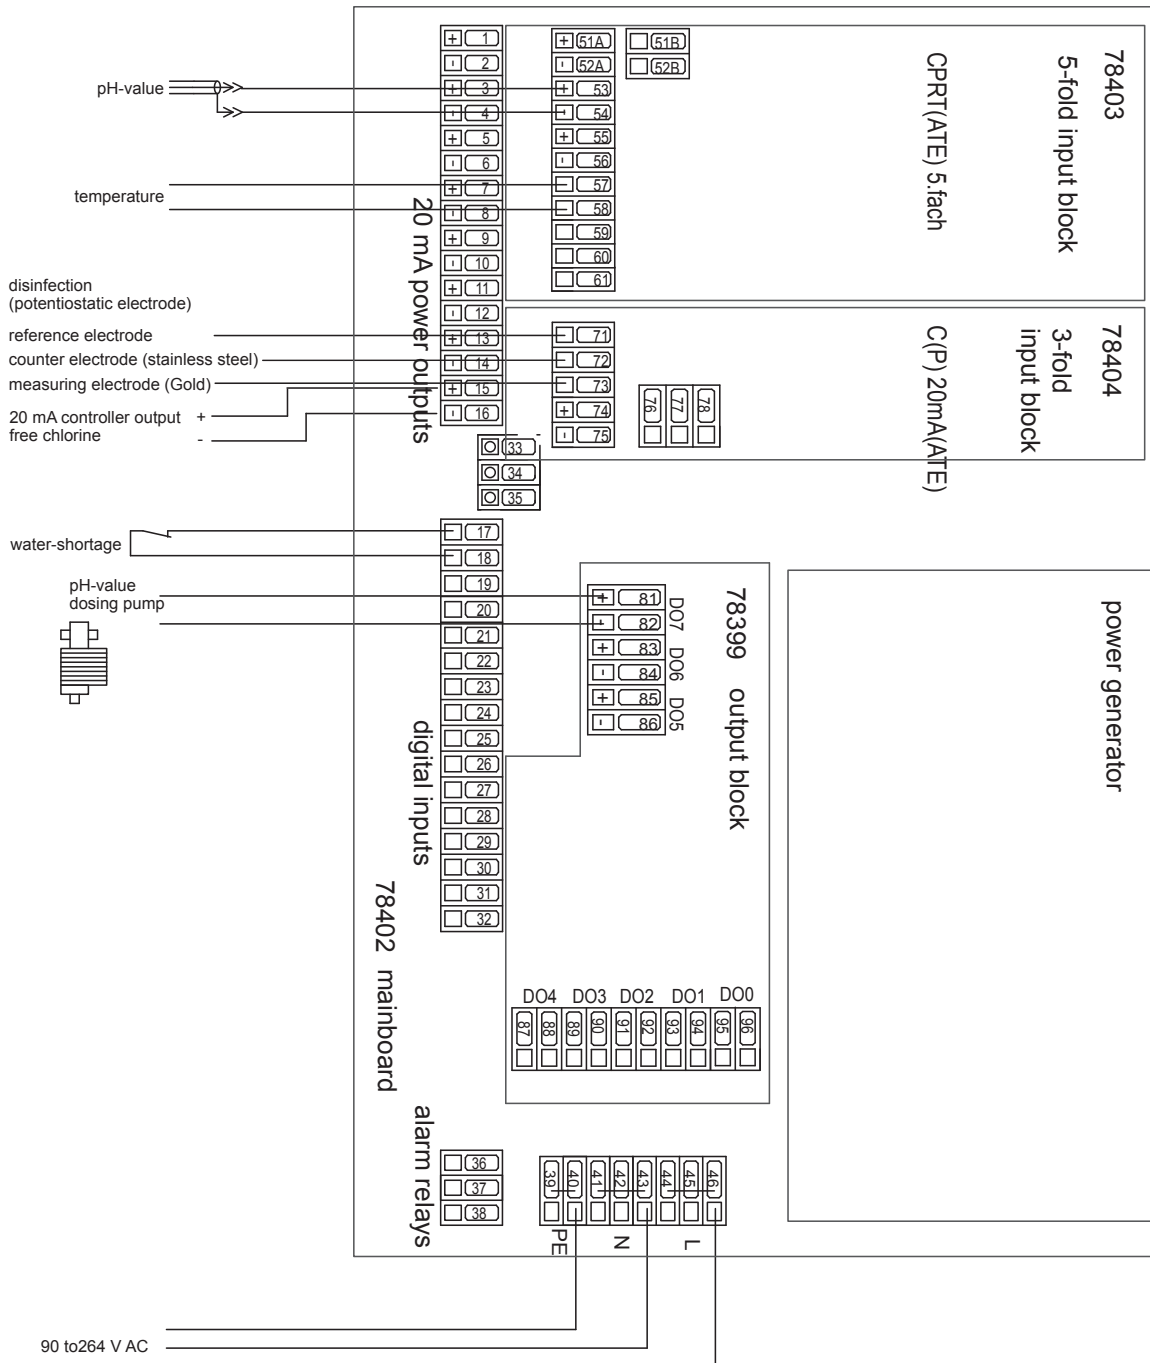 pH-value
temperature
disinfection
(potentiostatic electrode)
reference electrode
counter electrode (stainless steel)
measuring electrode (Gold)
20 mA controller output +
free chlorine -
water-shortage
pH-value
dosing pump
90 to264 V AC
+ 1
- 2
+ 3
- 4
+ 5
- 6
+ 7
- 8
+ 9
- 10
+ 11
- 12
+ 13
- 14
+ 15
- 16
20 mA power outputs
33
34
35
17
18
19
20
21
22
23
24
25
26
27
28
29
30
31
32
digital inputs
78402 mainboard
36
37
38
alarm relays
+ 51A
- 52A
+ 53
- 54
+ 55
- 56
57
58
59
60
61
51B
52B
78403
5-fold input block
CPRT(ATE) 5.fach
71
72
73
+ 74
- 75
76 77 78
78404
3-fold
input block
C(P) 20mA(ATE)
+ 81
- 82
+ 83
- 84
+ 85
- 86
DO7
DO6
DO5
78399 output block
DO4 DO3 DO2 DO1 DO0
87 88 89 90 91 92 93 94 95 96
39 40 41 42 43 44 45 46
PE N L
power generator